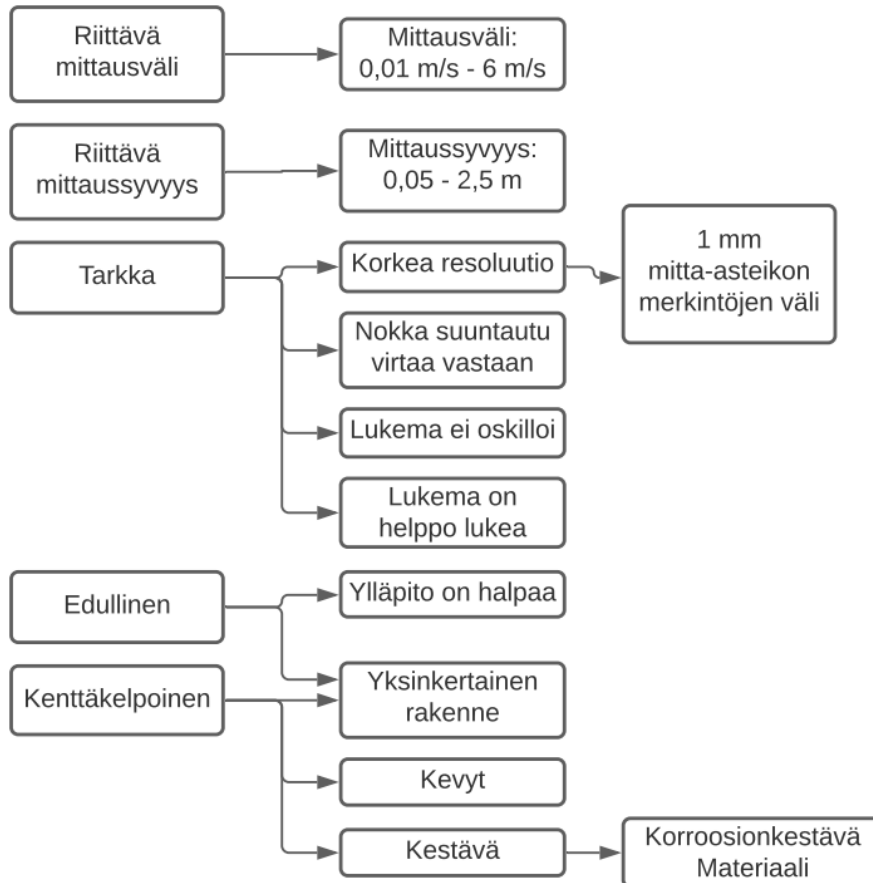 Riittävä
mittausväli
Mittausväli:
0,01 m/s - 6 m/s
Riittävä
mittaussyvyys
Mittaussyvyys:
0,05 - 2,5 m
Tarkka
Korkea resoluutio
1 mm
mitta-asteikon
merkintöjen väli
Nokka suuntautu
virtaa vastaan
Lukema ei oskilloi
Lukema on
helppo lukea
Edullinen
Ylläpito on halpaa
Yksinkertainen
rakenne
Kenttäkelpoinen
Kevyt
Kestävä
Korroosionkestävä
Materiaali